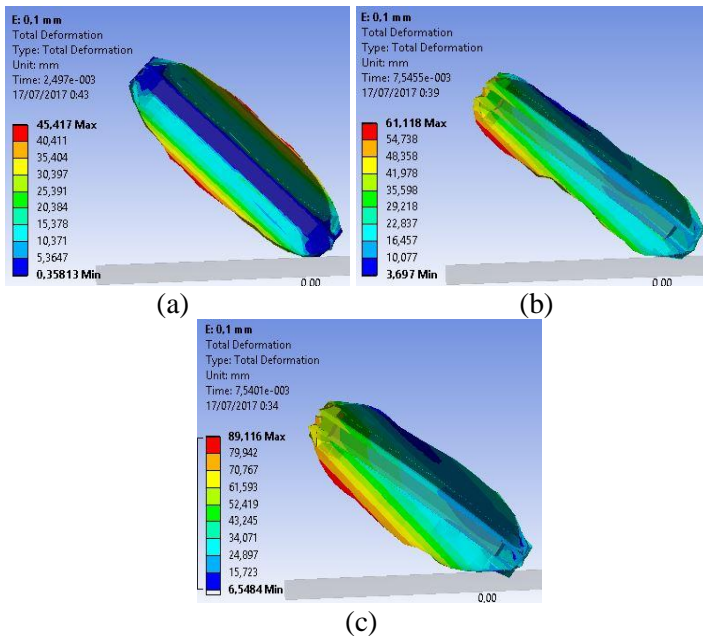 E: 0,1 mm
Total Deformation
Type: Total Deformation
Unit: mm
Time: 2,497e-003
17/07/2017 0:43
45,417 Max
40,411
35,404
30,397
25,391
20,384
15,378
10,371
5,3647
0,35813 Min
0.00
(a)
E: 0,1 mm
Total Deformation
Type: Total Deformation
Unit: mm
Time: 7,5455e-003
17/07/2017 0:39
61,118 Max
54,738
48,358
41,978
35,598
29,218
22,837
16,457
10,077
3,697 Min
0.00
(b)
E: 0,1 mm
Total Deformation
Type: Total Deformation
Unit: mm
Time: 7,5401e-003
17/07/2017 0:34
89,116 Max
79,942
70,767
61,593
52,419
43,245
34,071
24,897
15,723
6,5484 Min
0.00
(c)